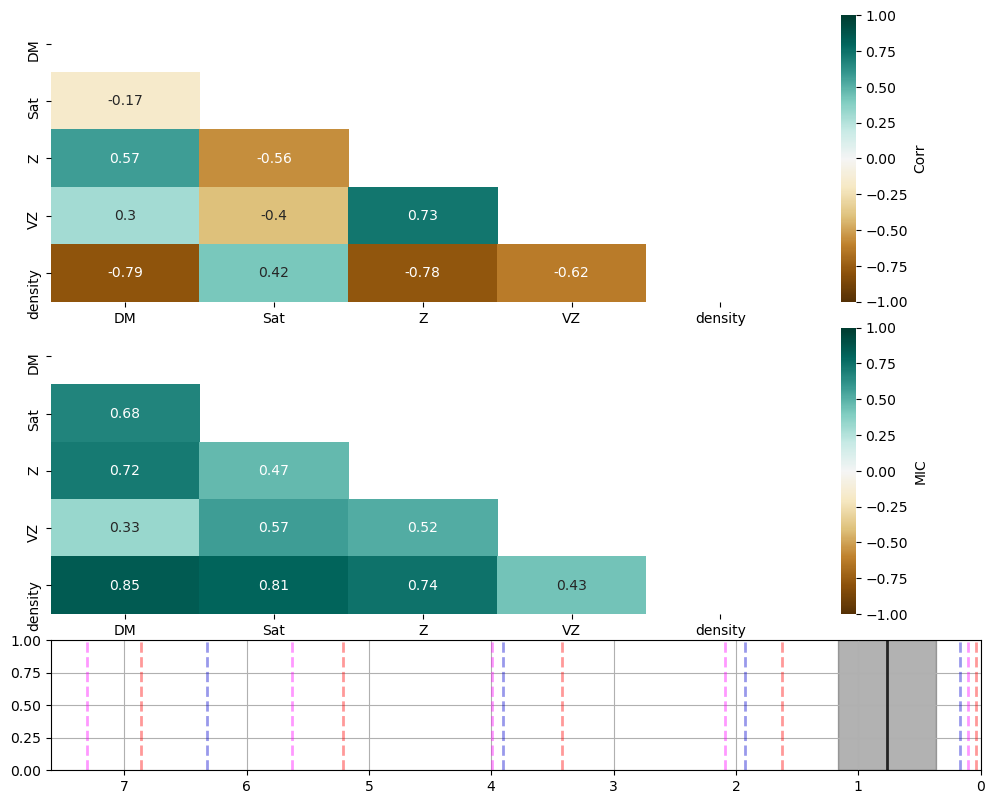 DM
Sat
Z
VZ
density
-0.17
0.57 -0.56
0.3 -0.4 0.73
-0.79 0.42 -0.78 -0.62
DM Sat Z VZ density
1.00
0.75
0.50
0.25
0.00
−0.25
−0.50
−0.75
−1.00
Corr
DM
Sat
Z
VZ
density
0.68
0.72 0.47
0.33 0.57 0.52
0.85 0.81 0.74 0.43
DM Sat Z VZ density
1.00
0.75
0.50
0.25
0.00
−0.25
−0.50
−0.75
−1.00
MIC
1.00
0.75
0.50
0.25
0.00
7 6 5 4 3 2 1 0